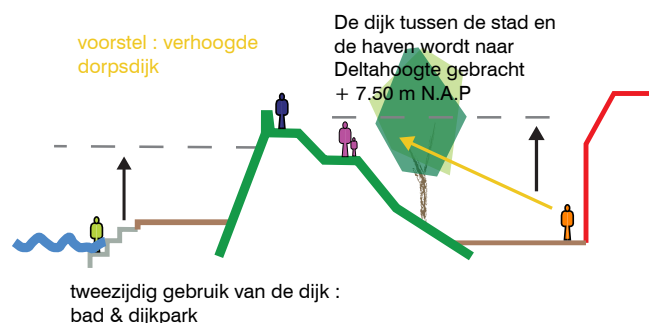 voorstel : verhoogde
dorpsdijk
De dijk tussen de stad en
de haven wordt naar
Deltahoogte gebracht
+ 7.50 m N.A.P
tweezijdig gebruik van de dijk :
bad & dijkpark